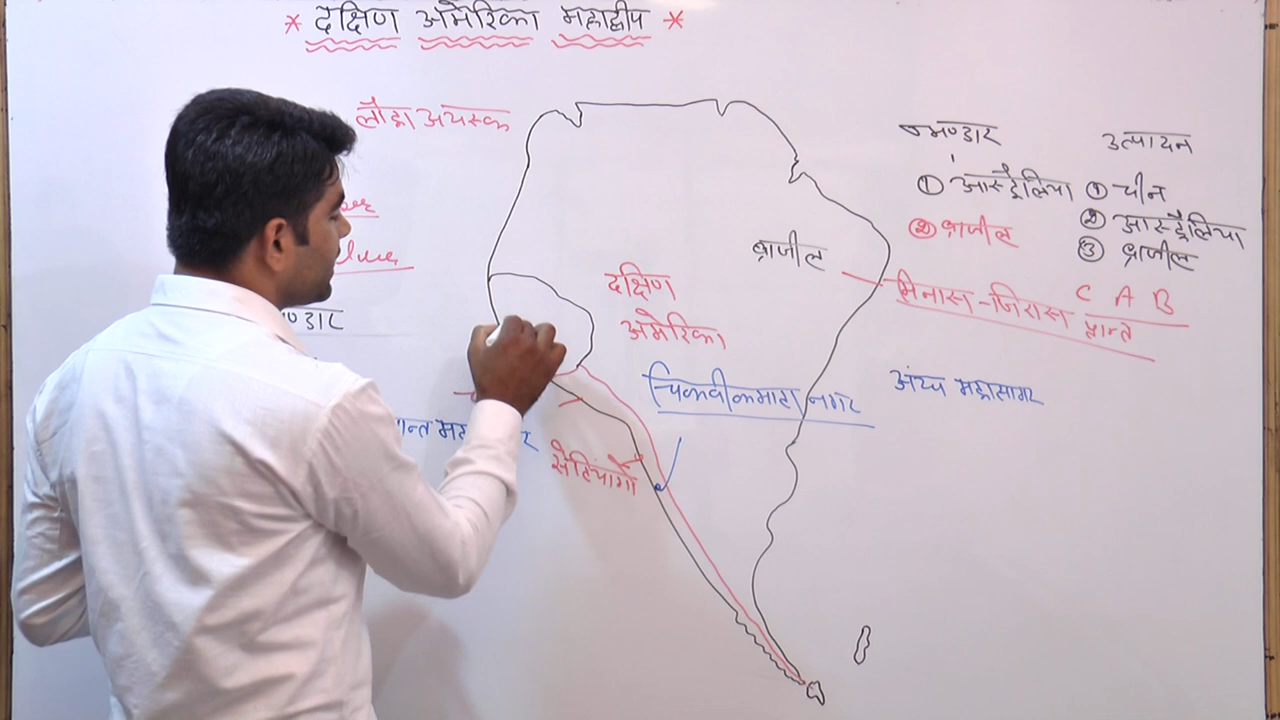 * दक्षिण अमेरिका महाद्वीप *
लौहा अयस्क
भण्डार
① आस्ट्रेलिया
② ब्राजील
उत्पादन
① चीन
② आस्ट्रेलिया
③ ब्राजील
C A B
ब्राजील
मिनास-जिरास प्रान्त
दक्षिण
अमेरिका
चिकवीकमाटा नगर
अंध महासागर
सेंटियागो